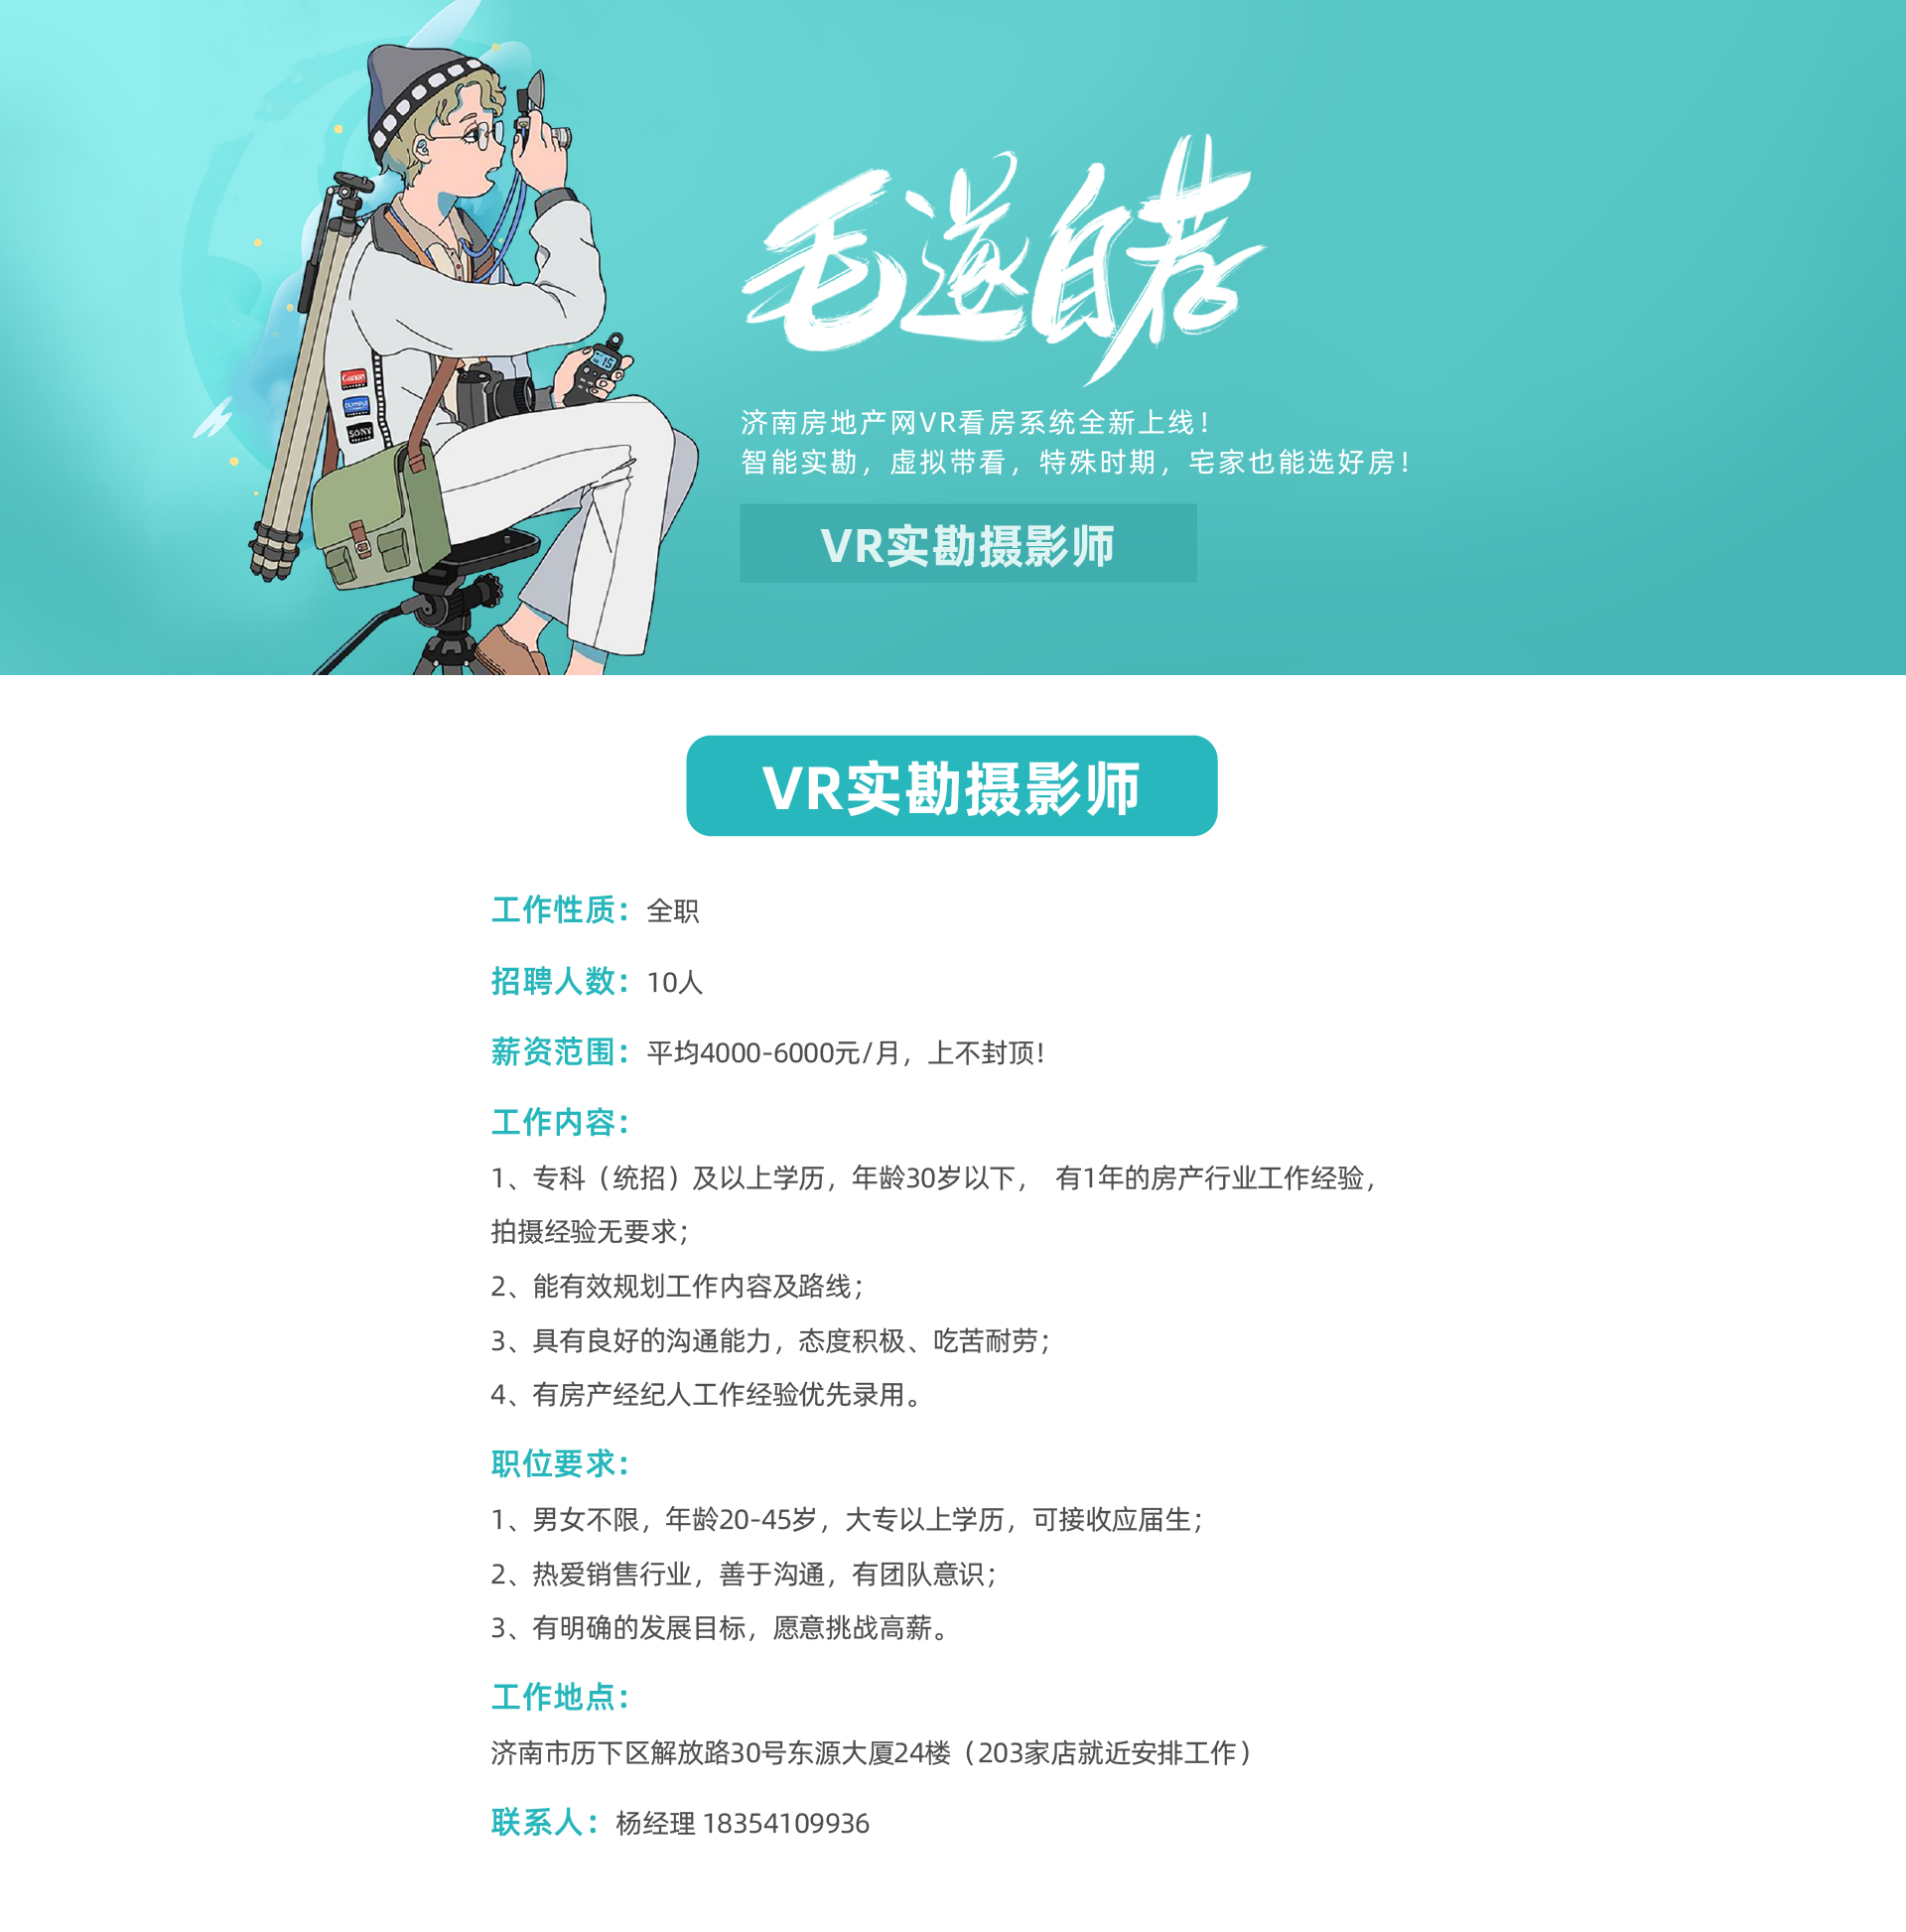 毛遂自荐
济南房地产网VR看房系统全新上线！
智能实勘，虚拟带看，特殊时期，宅家也能选好房！
VR实勘摄影师
Canon
OLYMPUS
SONY
15
VR实勘摄影师
工作性质：全职
招聘人数：10人
薪资范围：平均4000-6000元/月，上不封顶！
工作内容：
1、专科（统招）及以上学历，年龄30岁以下， 有1年的房产行业工作经验，
拍摄经验无要求；
2、能有效规划工作内容及路线；
3、具有良好的沟通能力，态度积极、吃苦耐劳；
4、有房产经纪人工作经验优先录用。
职位要求：
1、男女不限，年龄20-45岁，大专以上学历，可接收应届生；
2、热爱销售行业，善于沟通，有团队意识；
3、有明确的发展目标，愿意挑战高薪。
工作地点：
济南市历下区解放路30号东源大厦24楼（203家店就近安排工作）
联系人：杨经理 18354109936